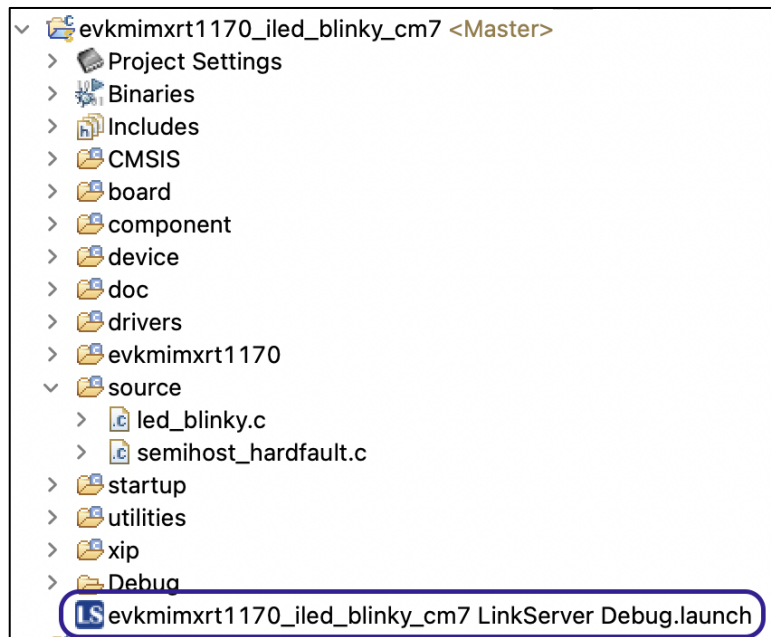 evkmimxrt1170_iled_blinky_cm7 <Master>
Project Settings
Binaries
Includes
CMSIS
board
component
device
doc
drivers
evkmimxrt1170
source
led_blinky.c
semihost_hardfault.c
startup
utilities
xip
Debug
LS evkmimxrt1170_iled_blinky_cm7 LinkServer Debug.launch